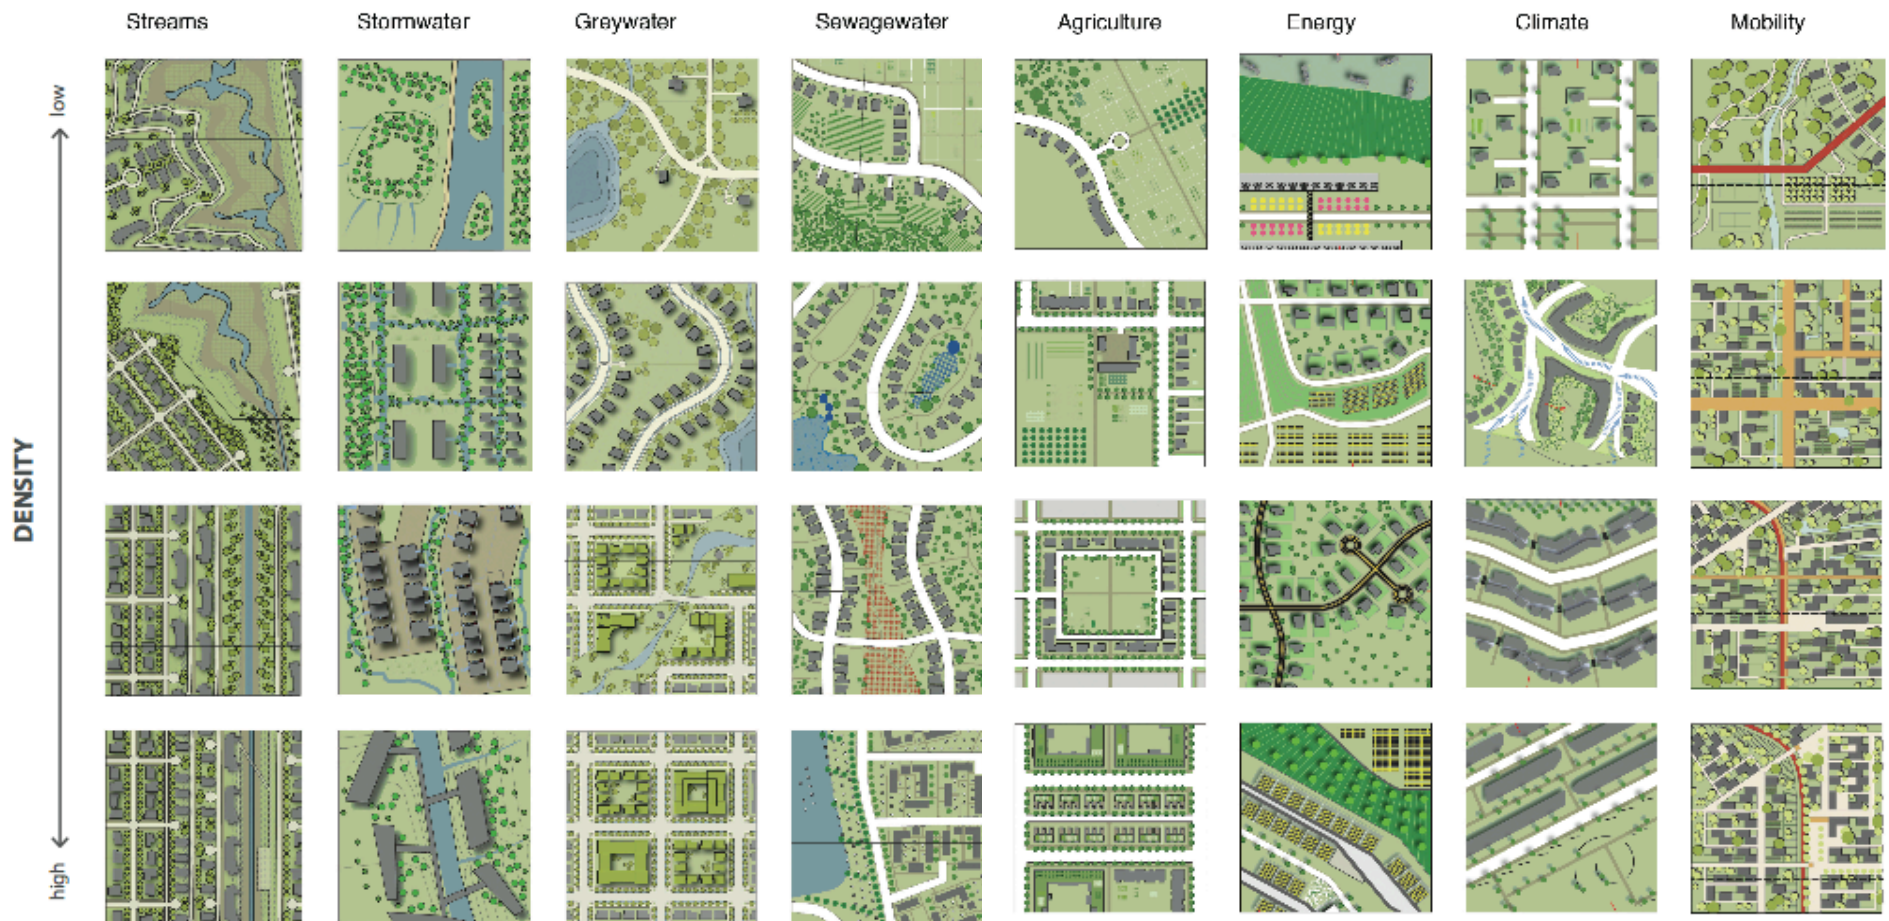 Streams
Stormwater
Greywater
Sewagewater
Agriculture
Energy
Climate
Mobility
low
DENSITY
high